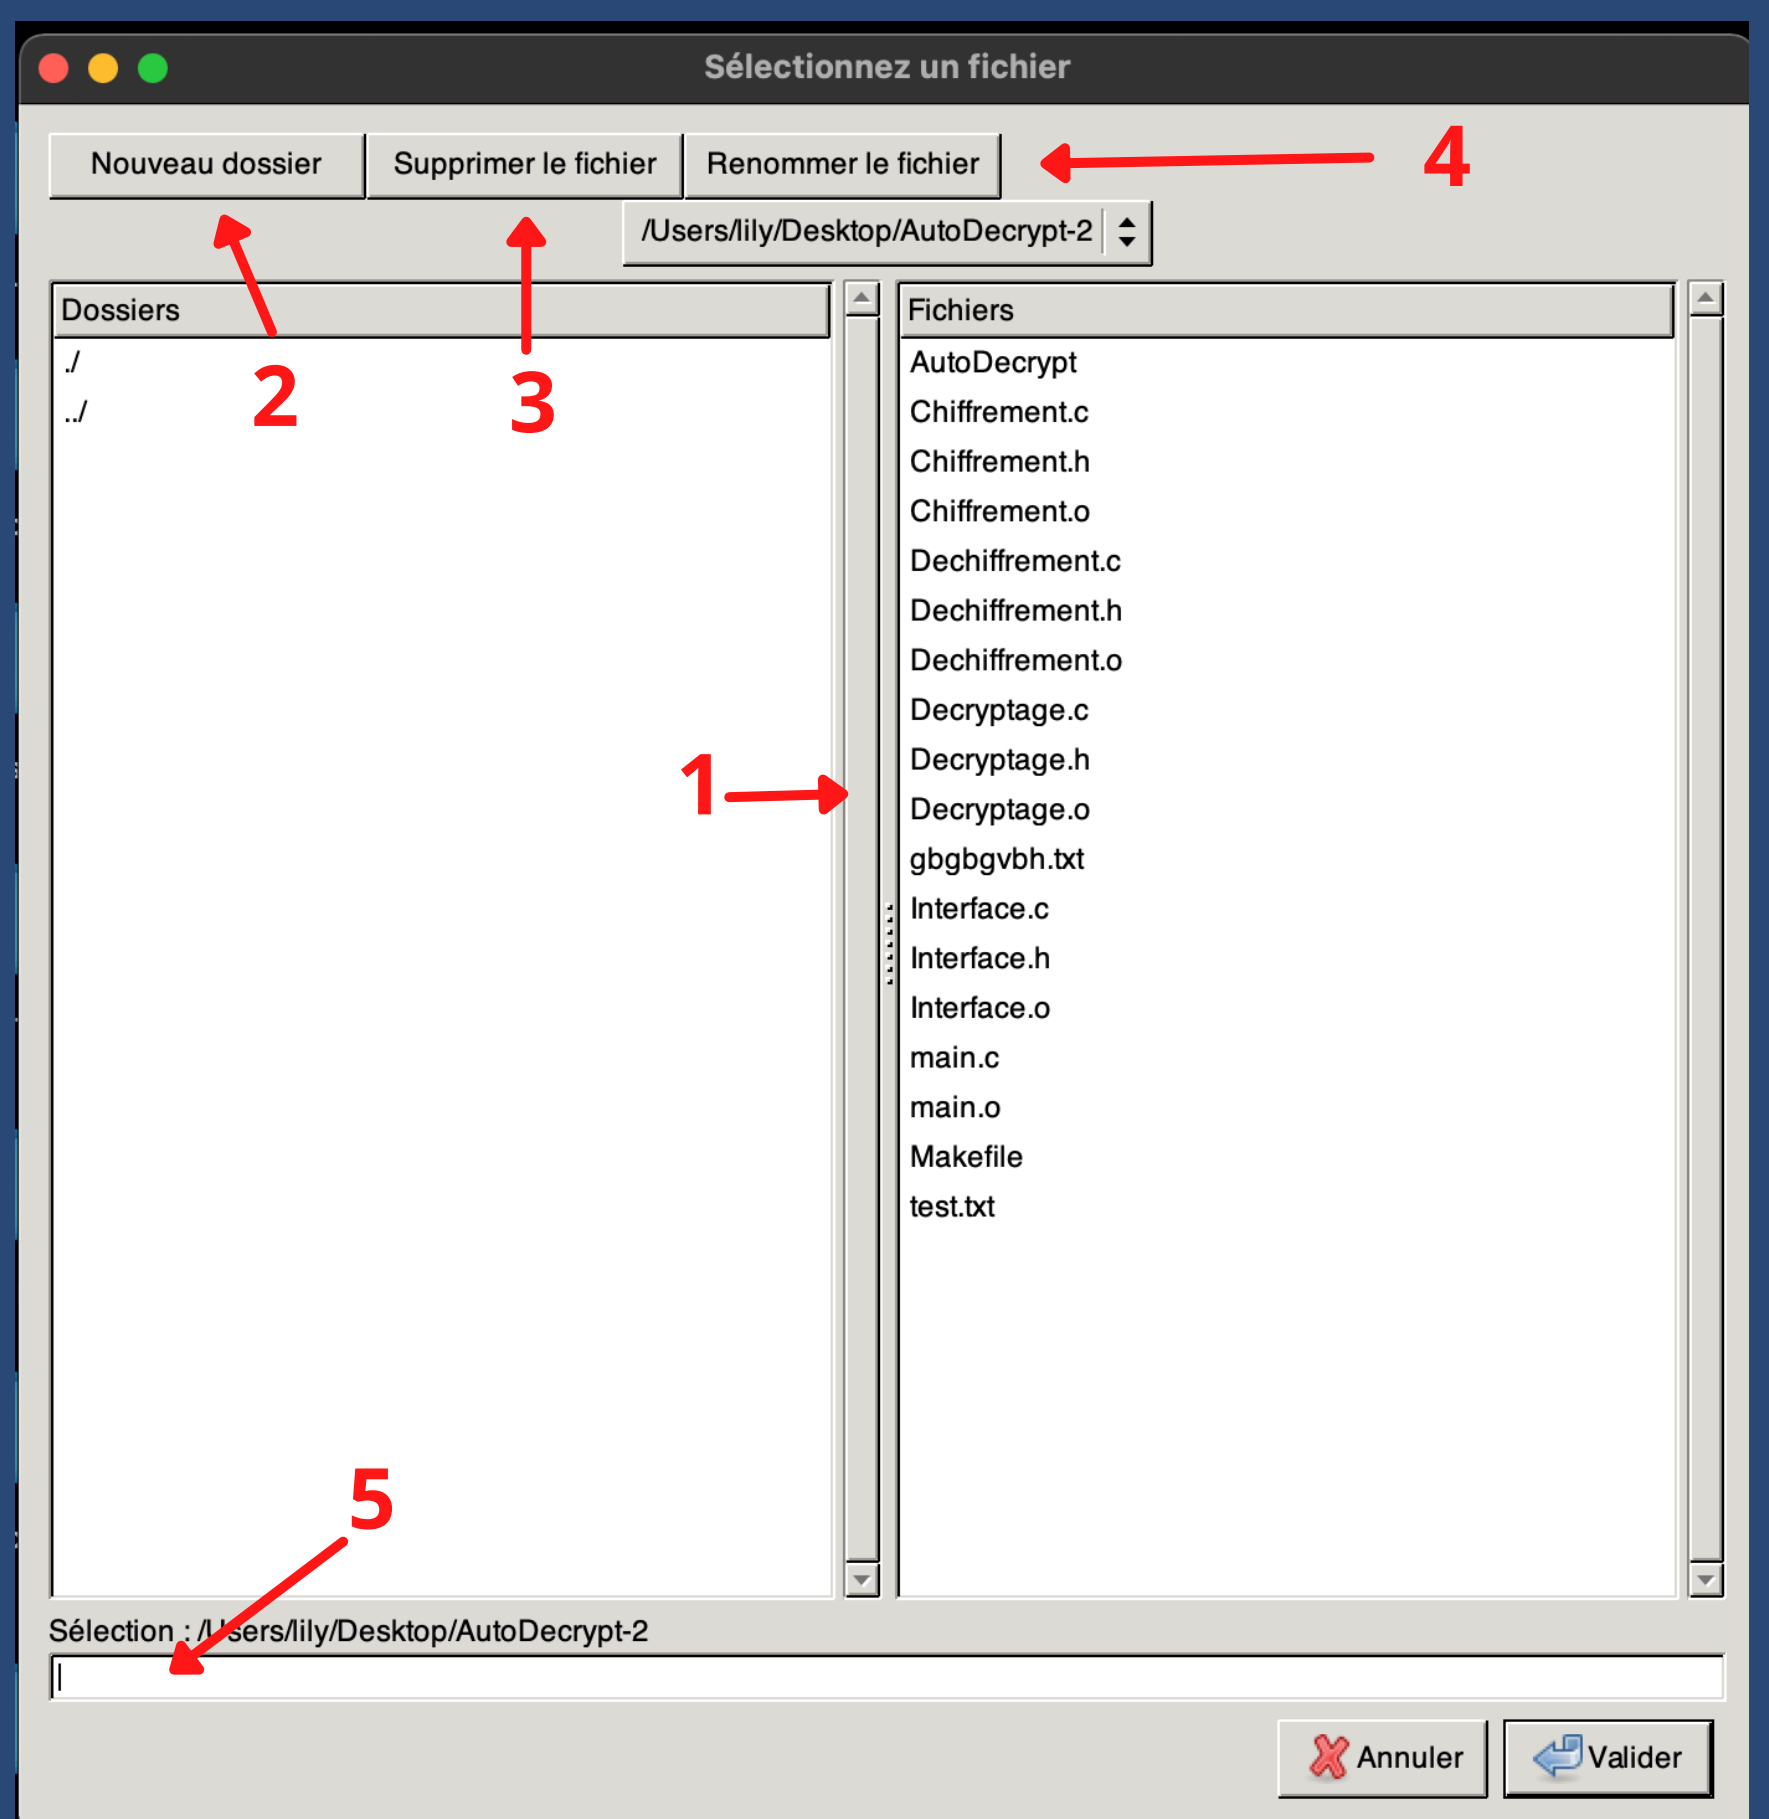 Sélectionnez un fichier
Nouveau dossier Supprimer le fichier Renommer le fichier 4
/Users/lily/Desktop/AutoDecrypt-2
Dossiers
./
../
2 3
1
Fichiers
AutoDecrypt
Chiffrement.c
Chiffrement.h
Chiffrement.o
Dechiffrement.c
Dechiffrement.h
Dechiffrement.o
Decryptage.c
Decryptage.h
Decryptage.o
gbgbgvbh.txt
Interface.c
Interface.h
Interface.o
main.c
main.o
Makefile
test.txt
5
Sélection : /Users/lily/Desktop/AutoDecrypt-2
Annuler Valider